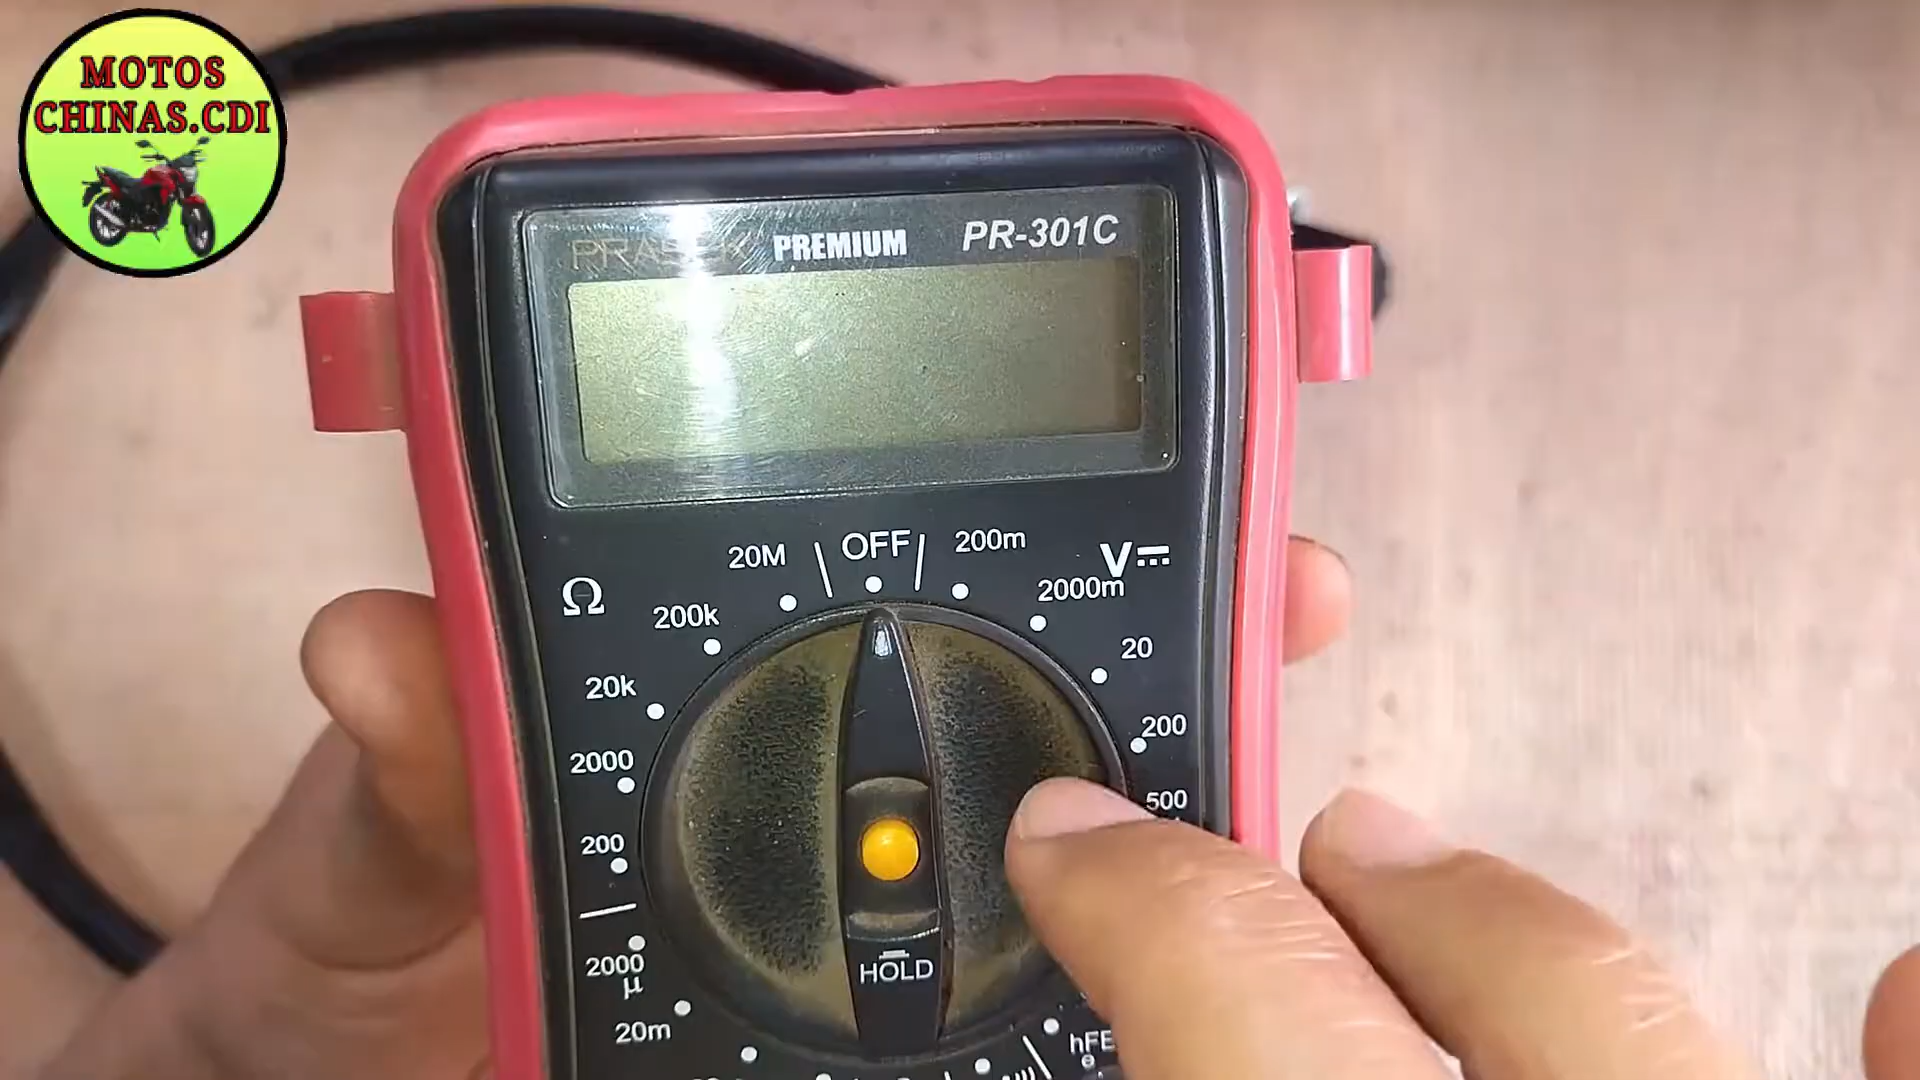 MOTOS
CHINAS.CDI
PRASEK PREMIUM PR-301C
OFF
200m
V
2000m
20
200
500
hFE
e
HOLD
20m
2000
µ
200
2000
20k
200k
20M
Ω